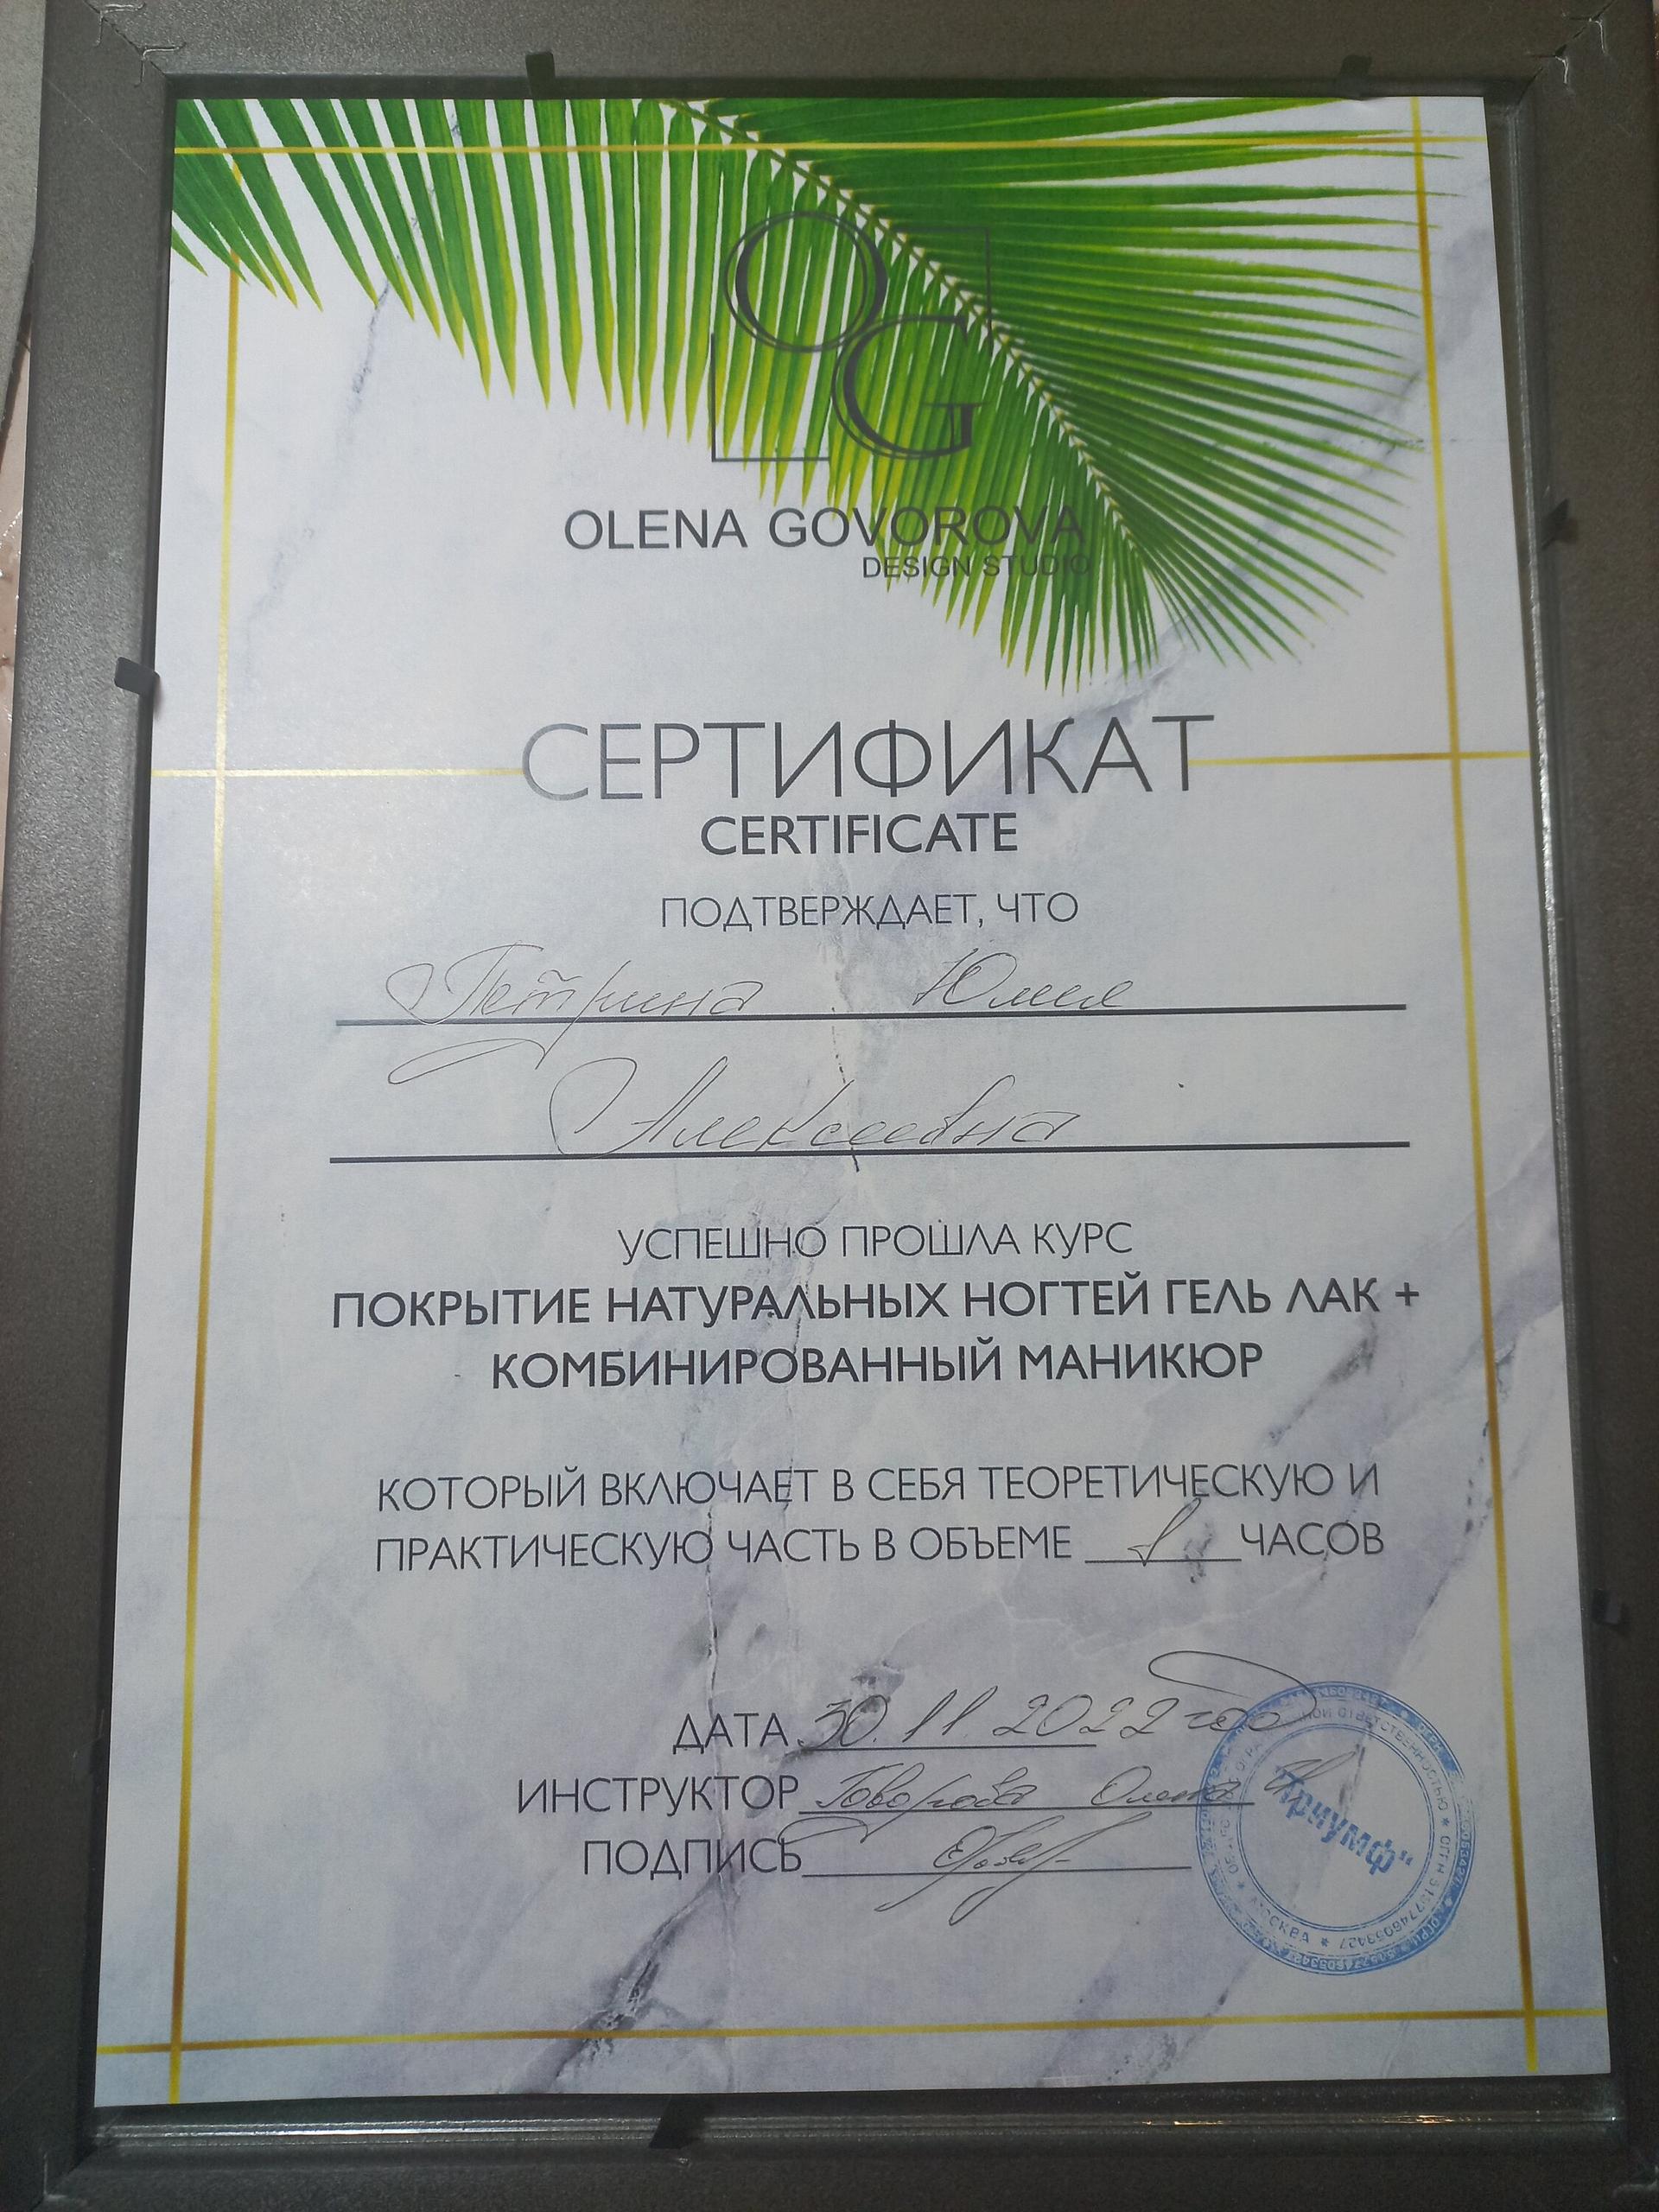 OG
OLENA GOVOROVA
DESIGN STUDIO
СЕРТИФИКАТ
CERTIFICATE
ПОДТВЕРЖДАЕТ, ЧТО
Петрина Юлия
Алексеевна
УСПЕШНО ПРОШЛА КУРС
ПОКРЫТИЕ НАТУРАЛЬНЫХ НОГТЕЙ ГЕЛЬ ЛАК +
КОМБИНИРОВАННЫЙ МАНИКЮР
КОТОРЫЙ ВКЛЮЧАЕТ В СЕБЯ ТЕОРЕТИЧЕСКУЮ И
ПРАКТИЧЕСКУЮ ЧАСТЬ В ОБЪЕМЕ ЧАСОВ
ДАТА 30.11.2022 год
ИНСТРУКТОР Говорова Олена
ПОДПИСЬ
"Триумф"
ОТВЕТСТВЕННОСТЬЮ
МОСКВА